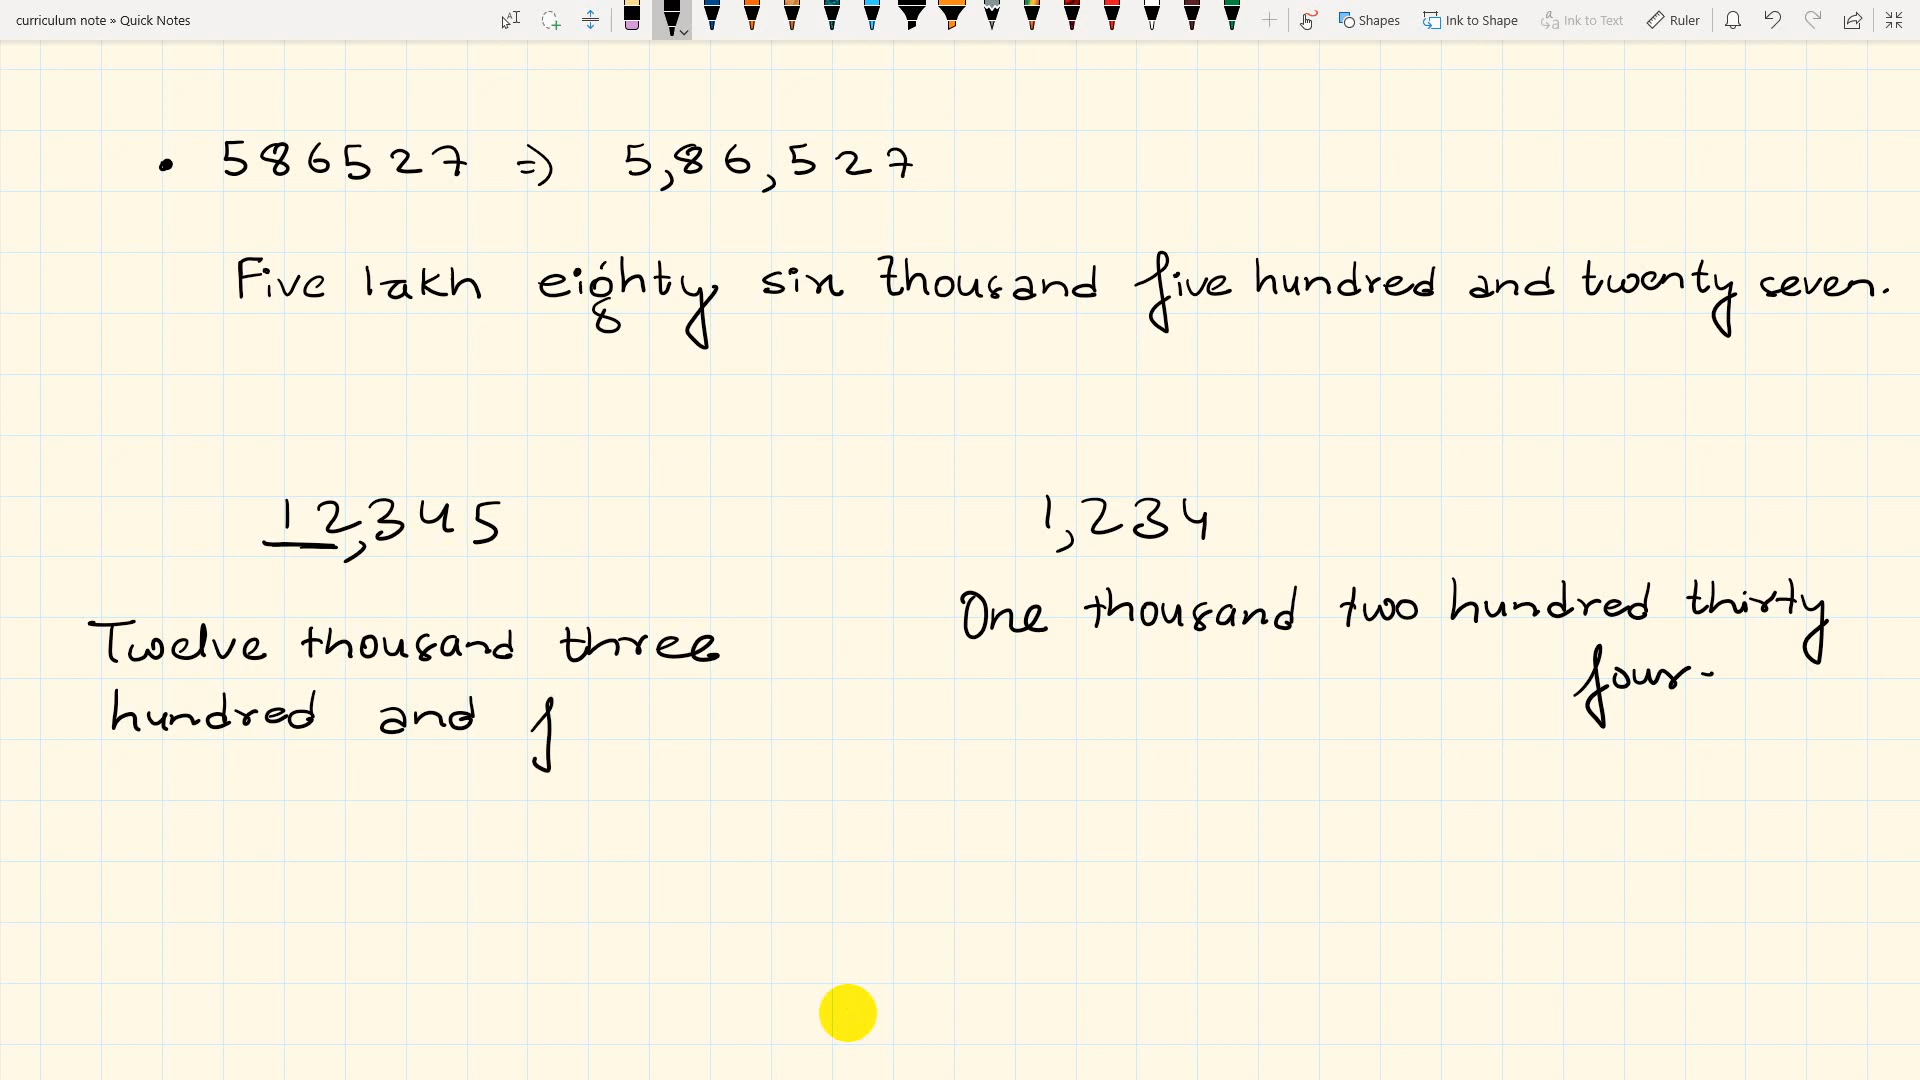 curriculum note » Quick Notes
Shapes
Ink to Shape
Ink to Text
Ruler
• 586527 ⇒ 5,86,527
Five lakh eighty six thousand five hundred and twenty seven.
12,345
1,234
Twelve thousand three
hundred and f
One thousand two hundred thirty
four.